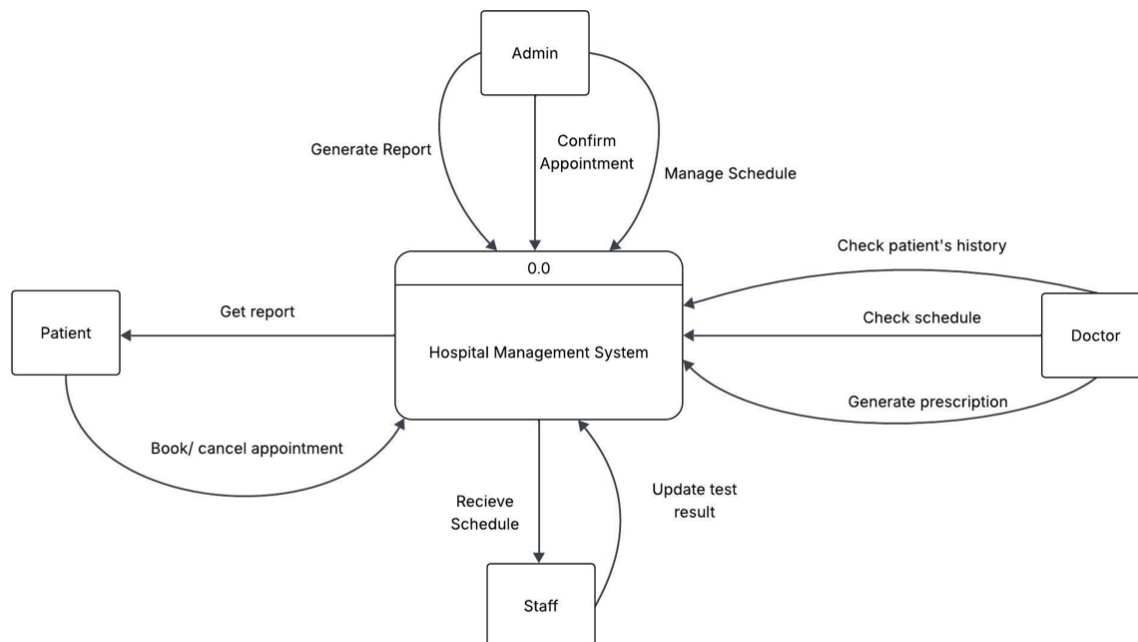 Admin
Generate Report
Confirm
Appointment
Manage Schedule
Check patient's history
0.0
Get report
Check schedule
Patient
Hospital Management System
Doctor
Generate prescription
Book/ cancel appointment
Recieve
Schedule
Update test
result
Staff